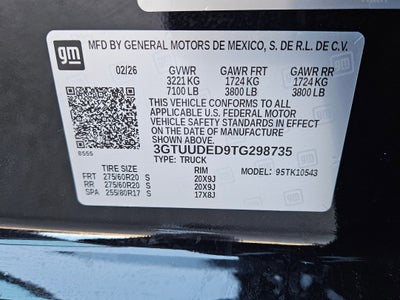 gm MFD BY GENERAL MOTORS DE MEXICO, S. DE R.L. DE C.V.
02/26 GVWR GAWR FRT GAWR RR
3221 KG 1724 KG 1724 KG
7100 LB 3800 LB 3800 LB
THIS VEHICLE CONFORMS TO ALL
APPLICABLE U.S. FEDERAL MOTOR
VEHICLE SAFETY STANDARDS IN
EFFECT ON THE DATE OF
MANUFACTURE SHOWN ABOVE.
3GTUUDED9TG298735
TYPE: TRUCK
TIRE SIZE RIM MODEL: 95TK10543
FRT 275/60R20 S 20X9J
RR 275/60R20 S 20X9J
SPA 255/80R17 S 17X8J